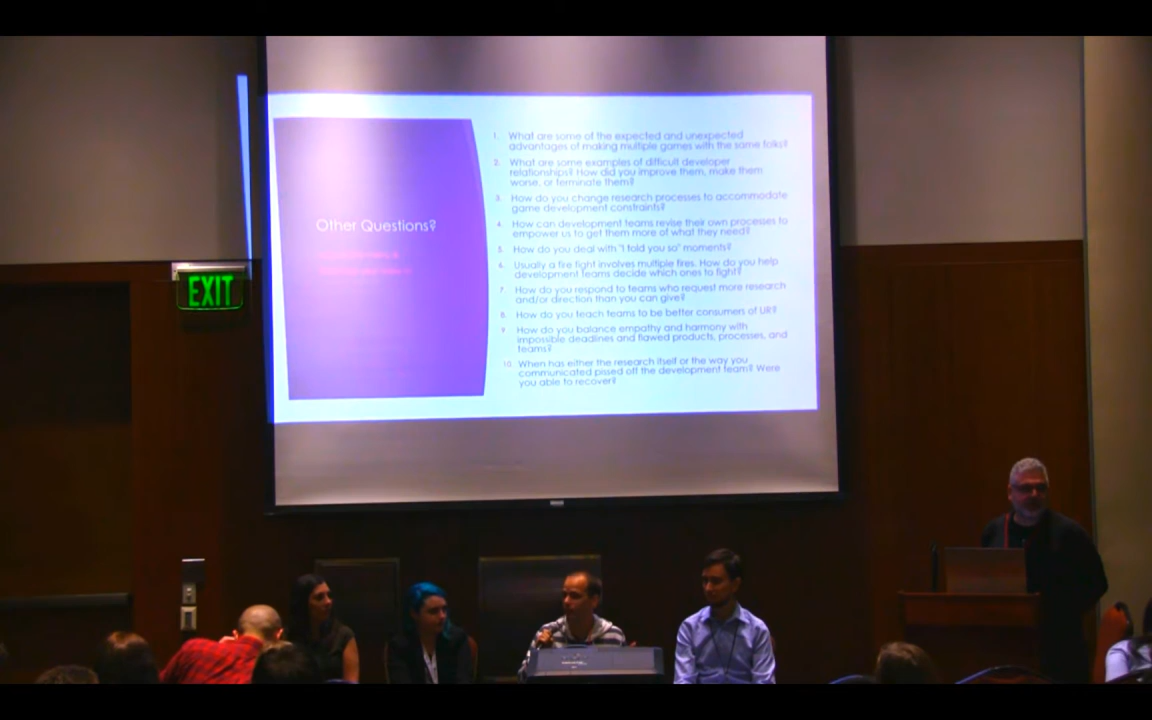 EXIT
Other Questions?
1. What are some of the expected and unexpected
advantages of making multiple games with the same folks?
2. What are some examples of difficult developer
relationships? How did you improve them, make them
worse, or terminate them?
3. How do you change research processes to accommodate
game development constraints?
4. How can development teams revise their own processes to
empower us to get them more of what they need?
5. How do you deal with "I told you so" moments?
6. Usually a fire fight involves multiple fires. How do you help
development teams decide which ones to fight?
7. How do you respond to teams who request more research
and/or direction than you can give?
8. How do you teach teams to be better consumers of UR?
9. How do you balance empathy and harmony with
impossible deadlines and flawed products, processes, and
teams?
10. When has either the research itself or the way you
communicated pissed off the development team? Were
you able to recover?